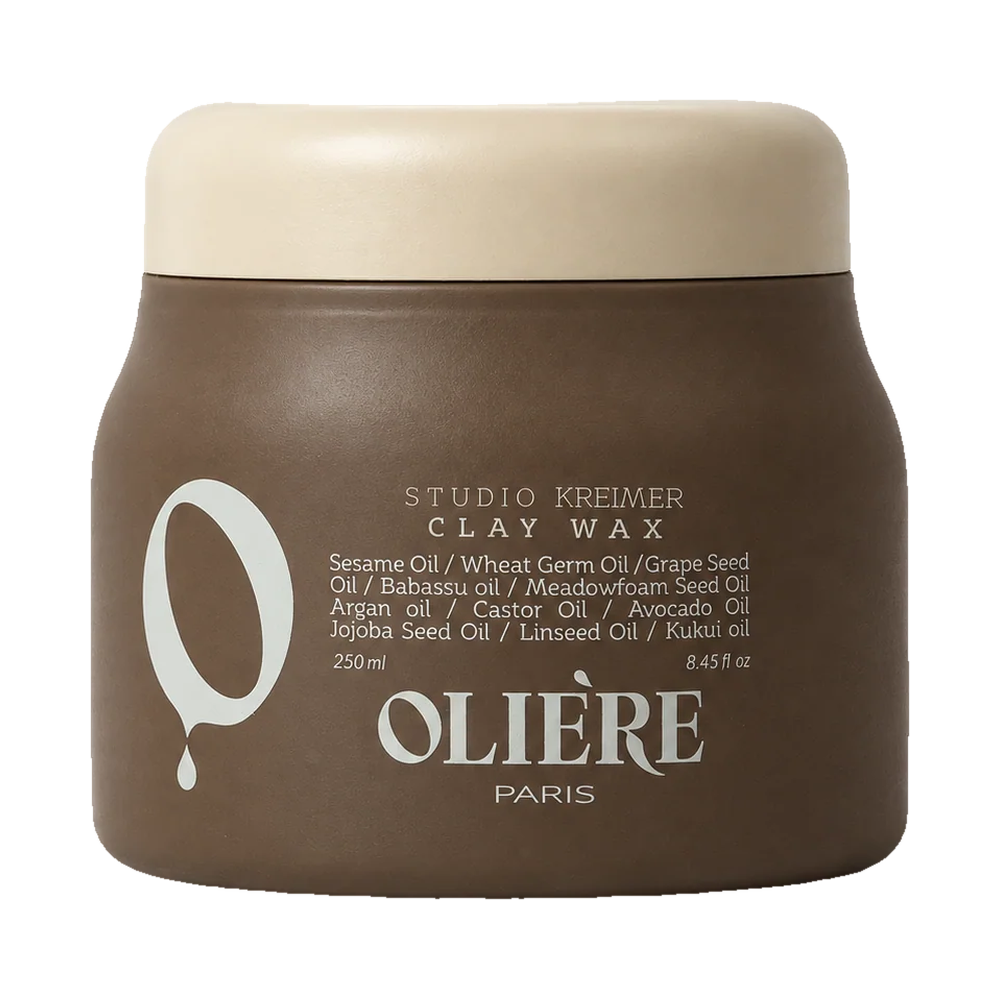 STUDIO KREIMER
CLAY WAX
Sesame Oil / Wheat Germ Oil /Grape Seed
Oil / Babassu oil / Meadowfoam Seed Oil
Argan oil / Castor Oil / Avocado Oil
Jojoba Seed Oil / Linseed Oil / Kukui oil
250 ml 8.45 fl oz
OLIÈRE
PARIS